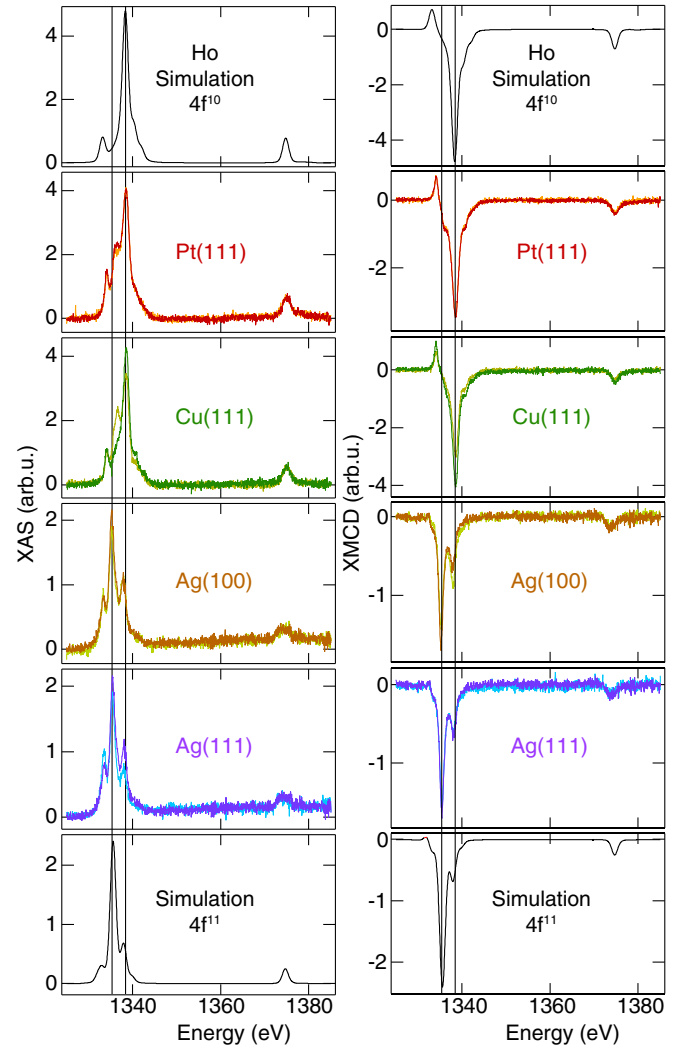 4
2
0
Ho
Simulation
4f¹⁰
0
-2
-4
Ho
Simulation
4f¹⁰
4
2
0
Pt(111)
0
-2
Pt(111)
4
2
0
Cu(111)
0
-2
-4
Cu(111)
XAS (arb.u.)
XMCD (arb.u.)
2
1
0
Ag(100)
0
-1
Ag(100)
2
1
0
Ag(111)
0
-1
Ag(111)
2
1
0
Simulation
4f¹¹
0
-1
-2
Simulation
4f¹¹
1340 1360 1380
Energy (eV)
1340 1360 1380
Energy (eV)